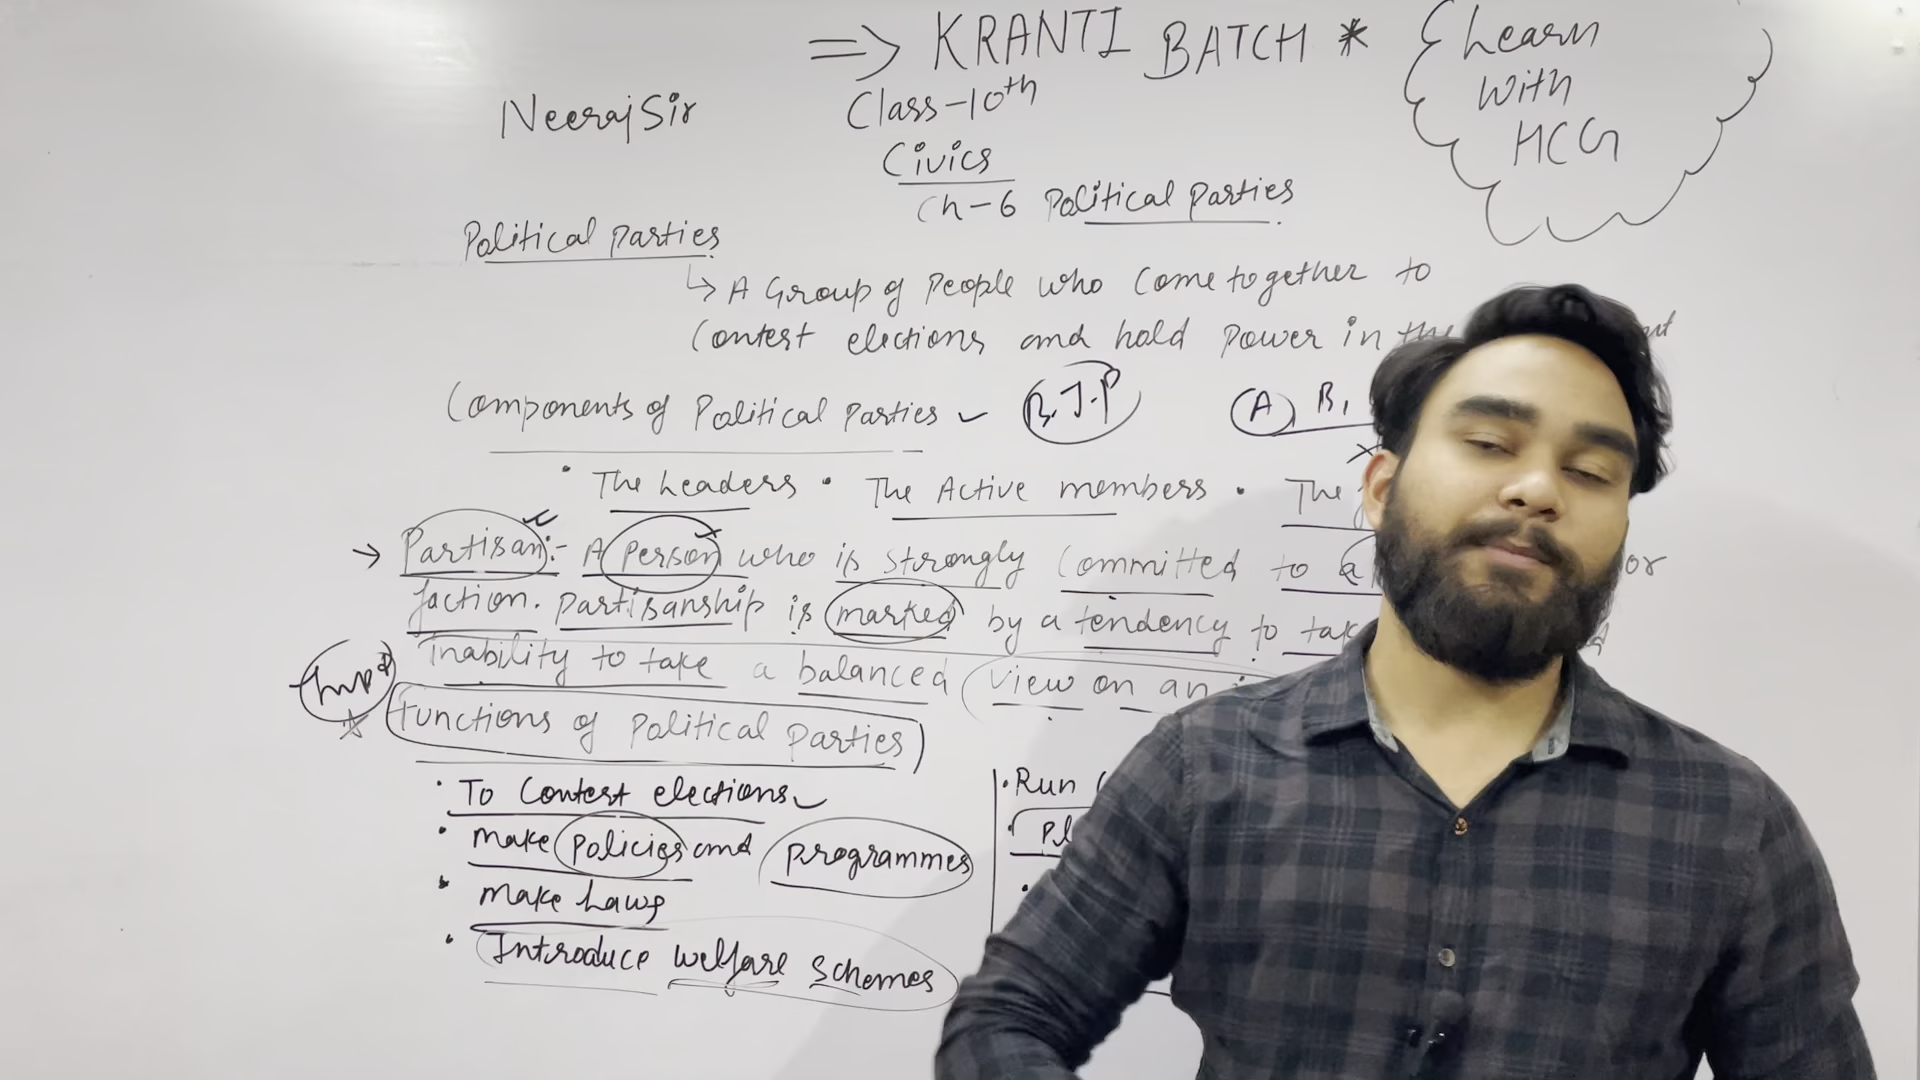 => KRANTI BATCH *
Learn
With
HCG
Neeraj Sir
Class-10th
Civics
Ch-6 Political Parties
Political Parties
↳ A Group of People who Come together to
Contest elections and hold Power in the
Components of Political Parties ✓ B.J.P
A B,
• The Leaders • The Active members • The
→ Partisan:- A Person who is strongly Committed to a or
faction. Partisanship is marked by a tendency to
Inability to take a balanced view on an
Imp
functions of Political Parties
• To Contest elections
• Make Policies and Programmes
• Make Laws
• Introduce welfare schemes
• Run